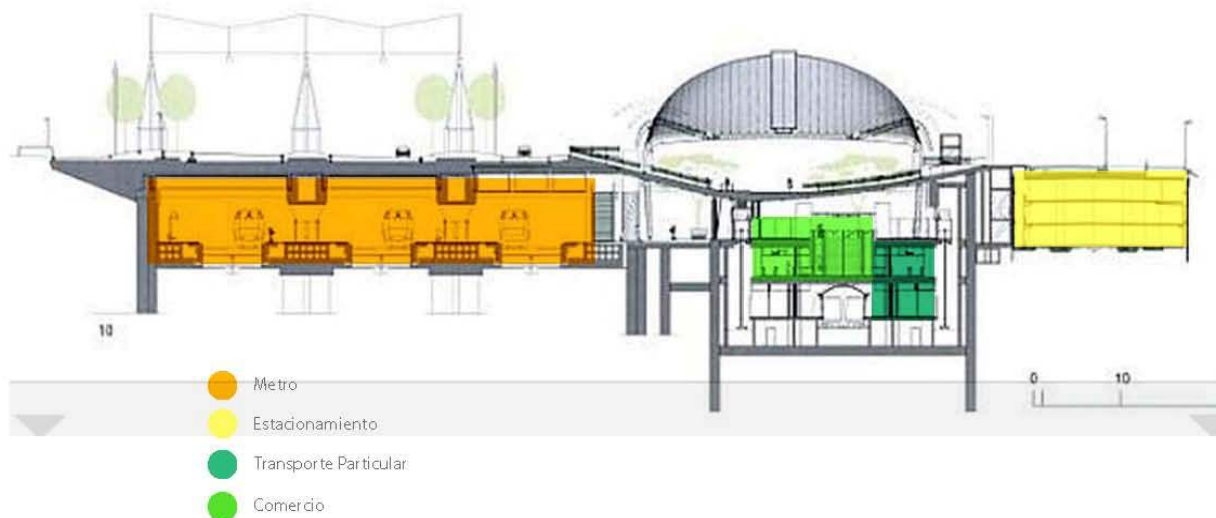 10
0 10
Metro
Estacionamiento
Transporte Particular
Comercio